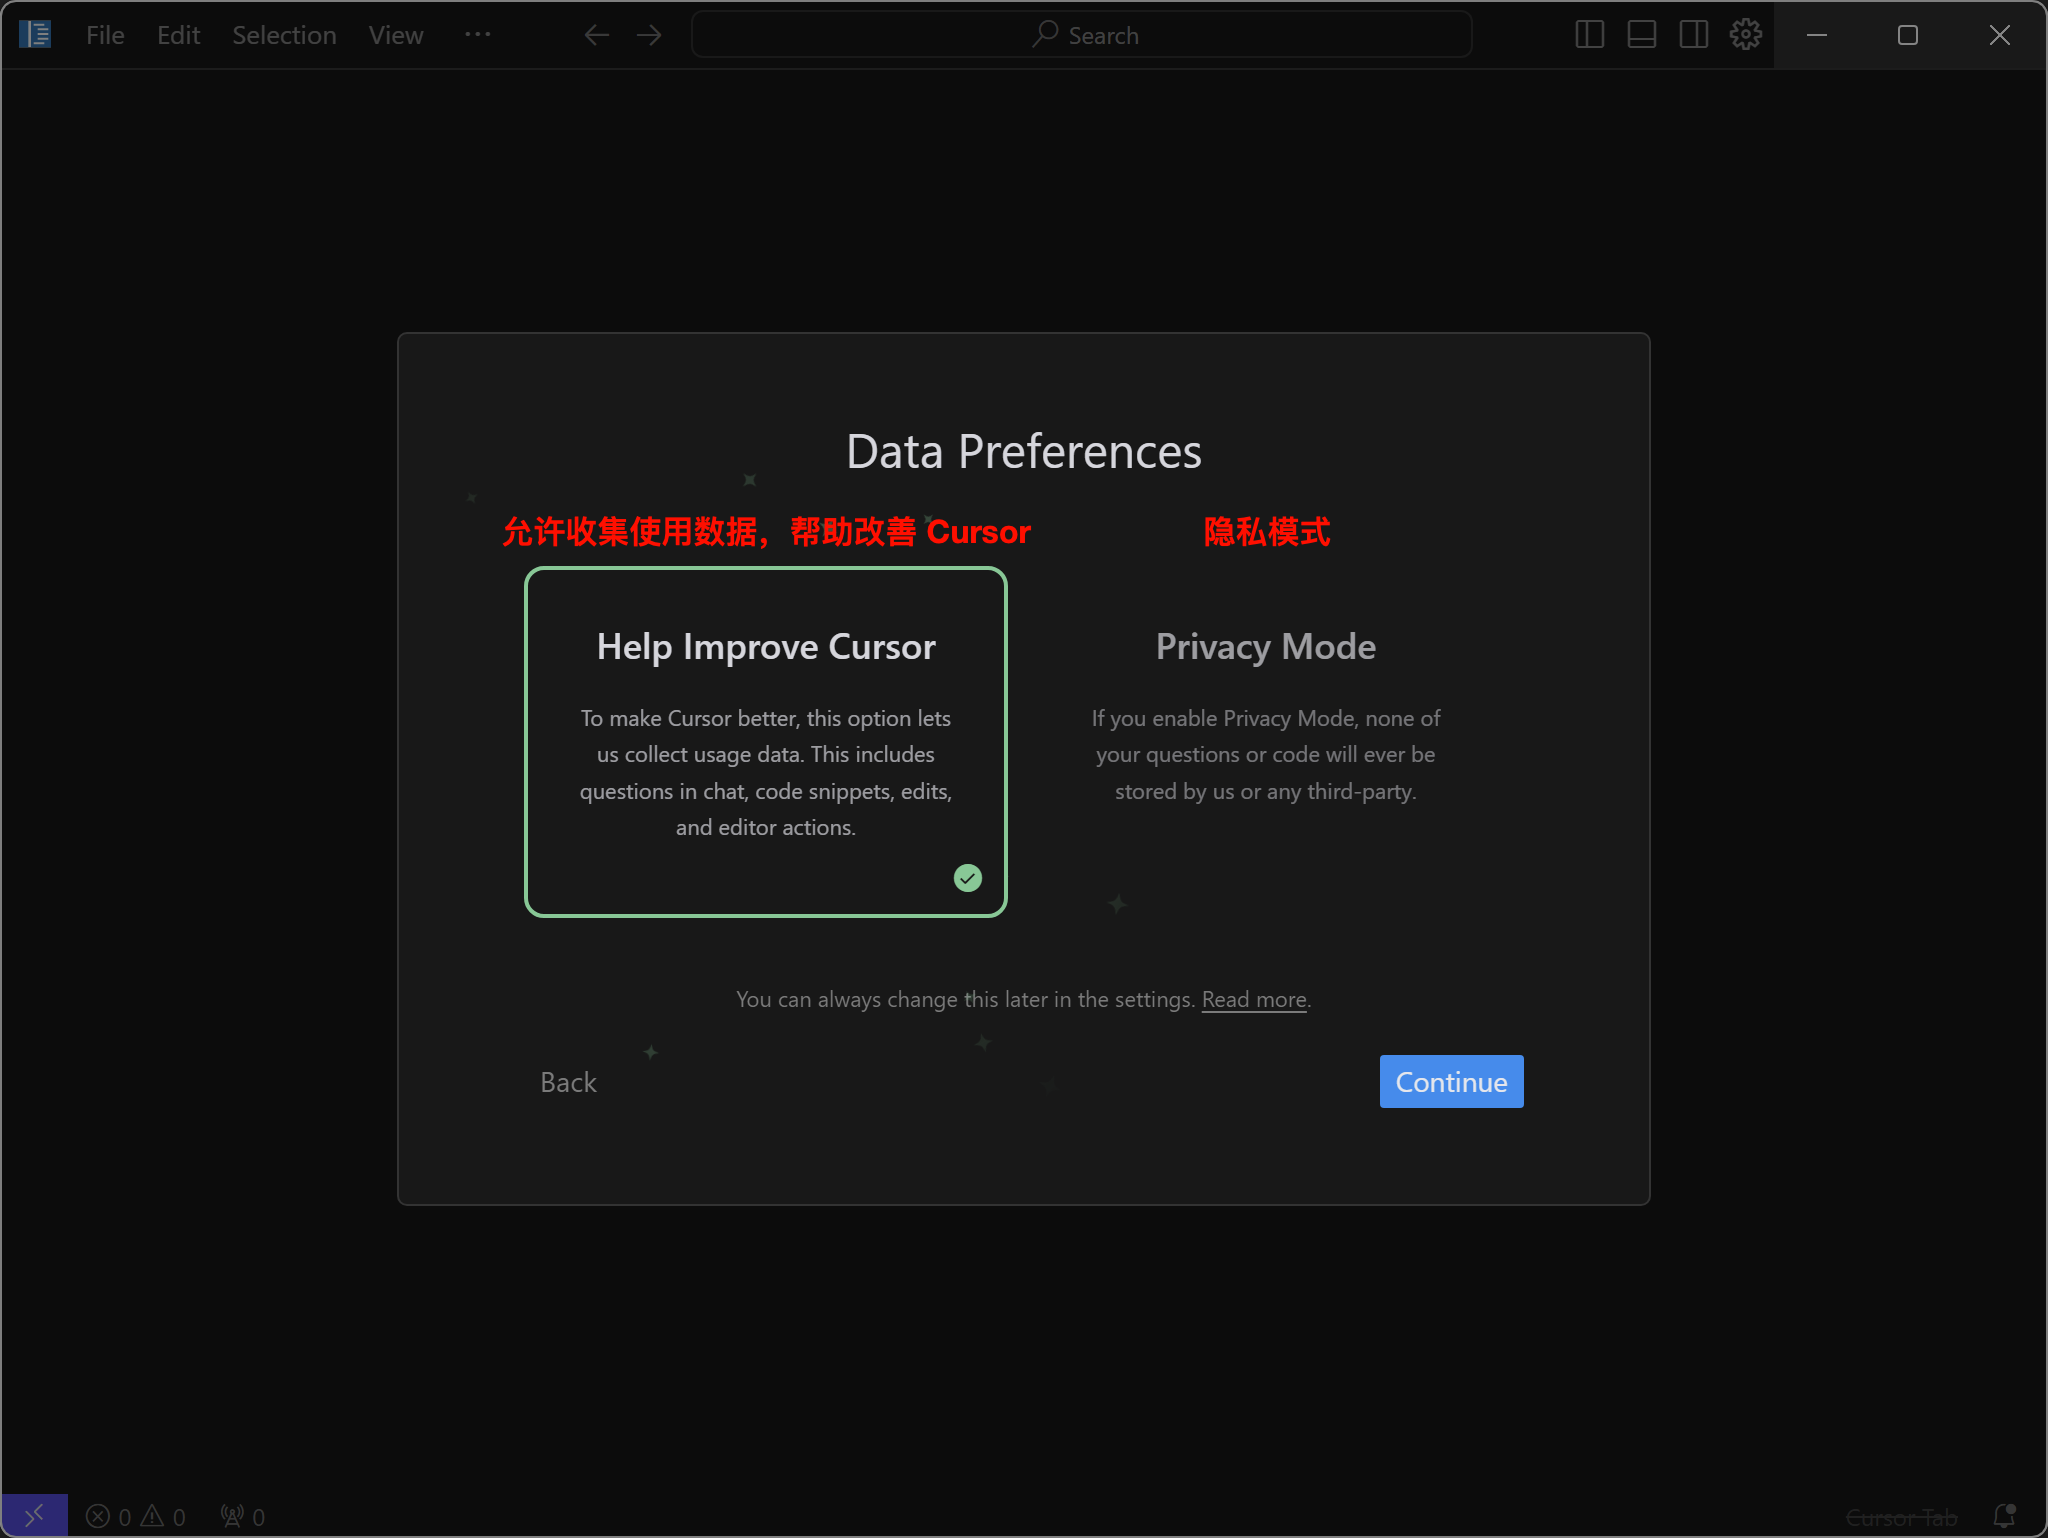 File Edit Selection View ··· Search
Data Preferences
允许收集使用数据，帮助改善 Cursor
隐私模式
Help Improve Cursor
To make Cursor better, this option lets
us collect usage data. This includes
questions in chat, code snippets, edits,
and editor actions.
Privacy Mode
If you enable Privacy Mode, none of
your questions or code will ever be
stored by us or any third-party.
You can always change this later in the settings. Read more.
Back
Continue
0 0 0
Cursor Tab